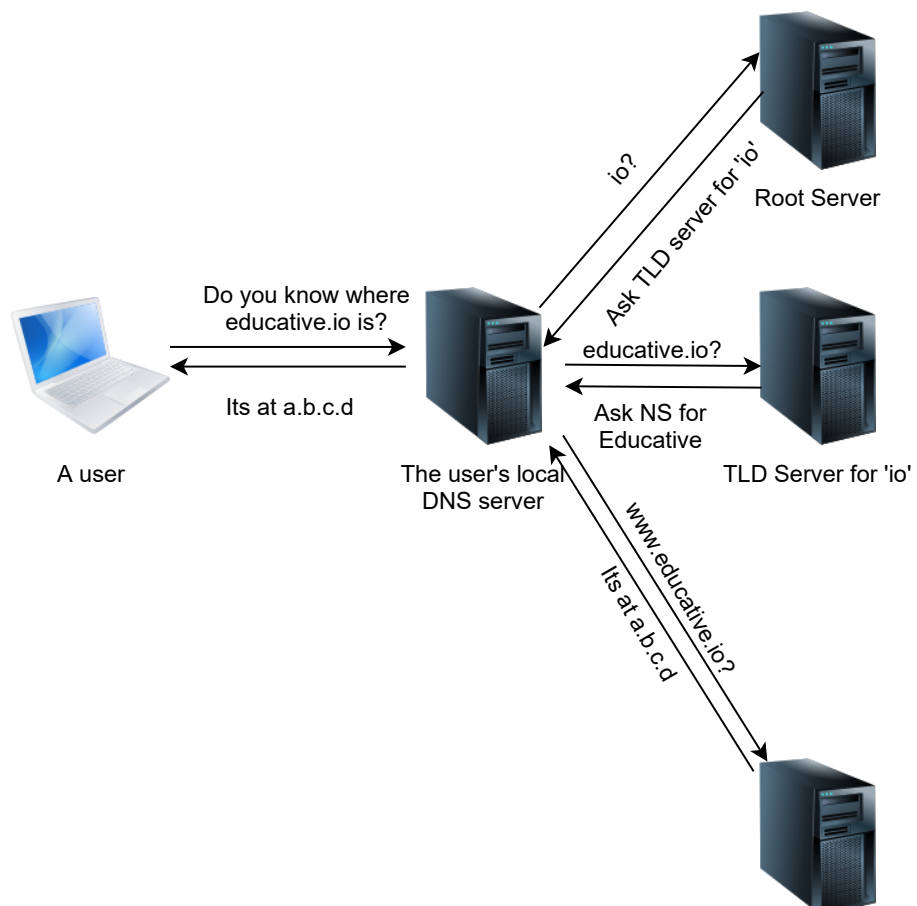 io?
Ask TLD server for 'io'
Root Server
Do you know where
educative.io is?
Its at a.b.c.d
A user
The user's local
DNS server
educative.io?
Ask NS for
Educative
TLD Server for 'io'
www.educative.io?
Its at a.b.c.d